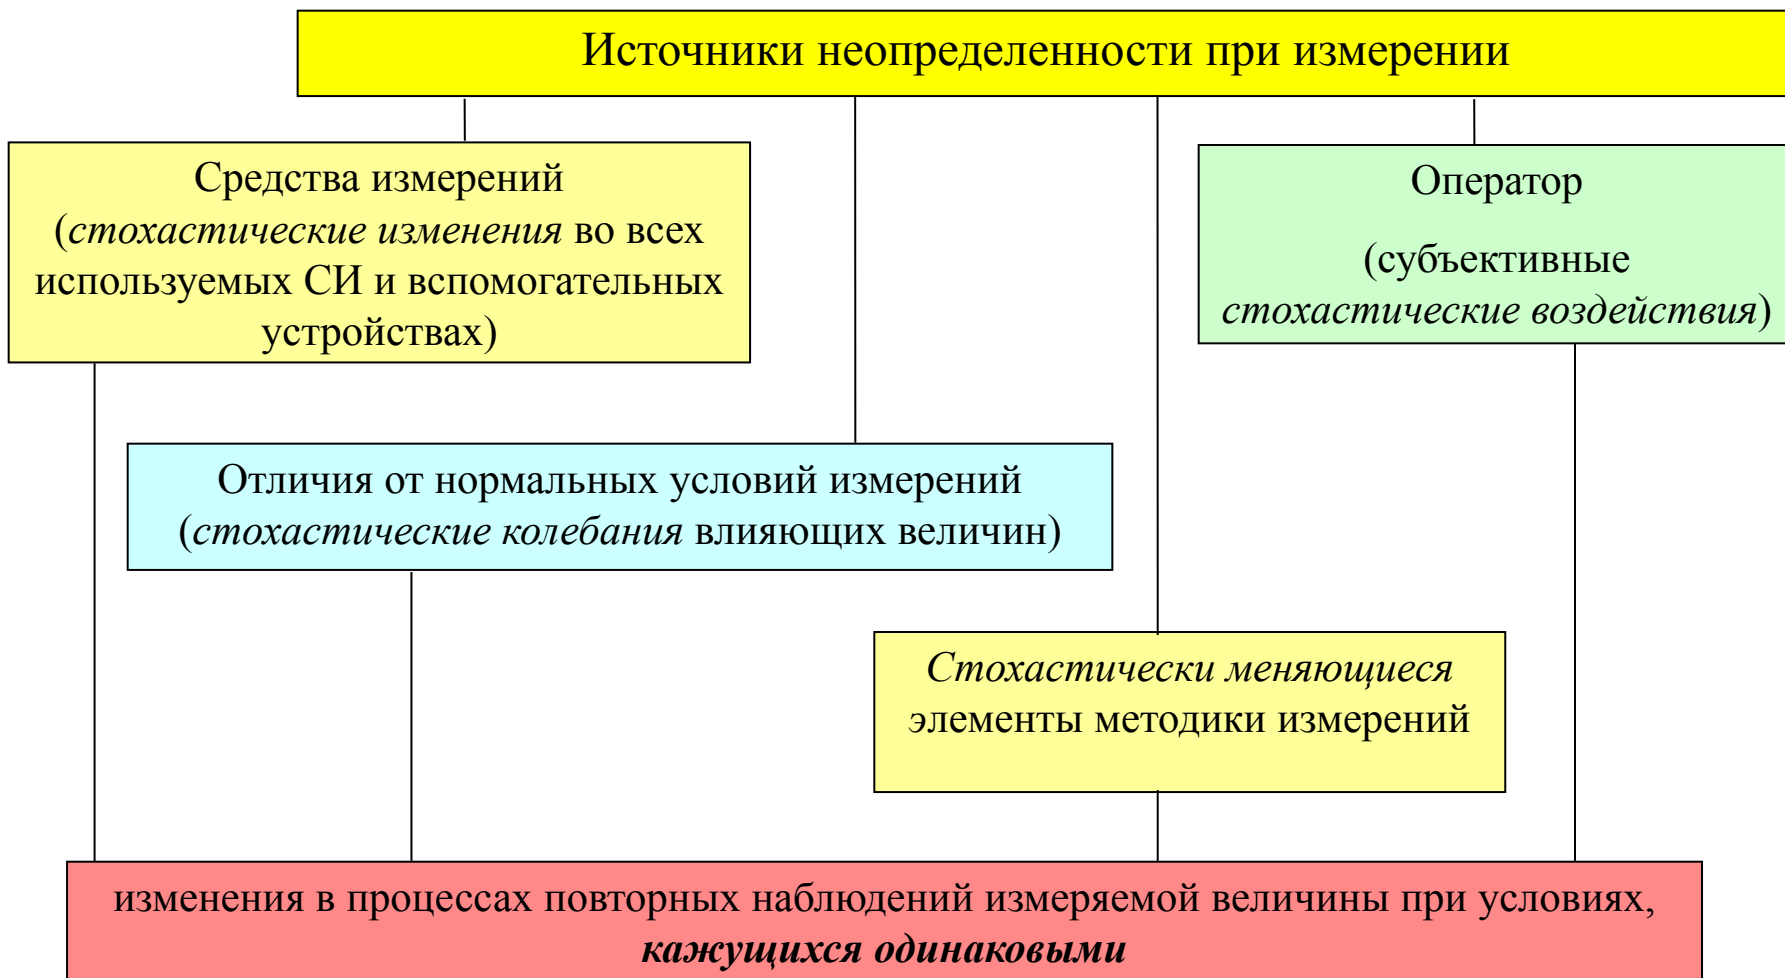 Источники неопределенности при измерении
Средства измерений
(стохастические изменения во всех
используемых СИ и вспомогательных
устройствах)
Оператор
(субъективные
стохастические воздействия)
Отличия от нормальных условий измерений
(стохастические колебания влияющих величин)
Стохастически меняющиеся
элементы методики измерений
изменения в процессах повторных наблюдений измеряемой величины при условиях,
кажущихся одинаковыми